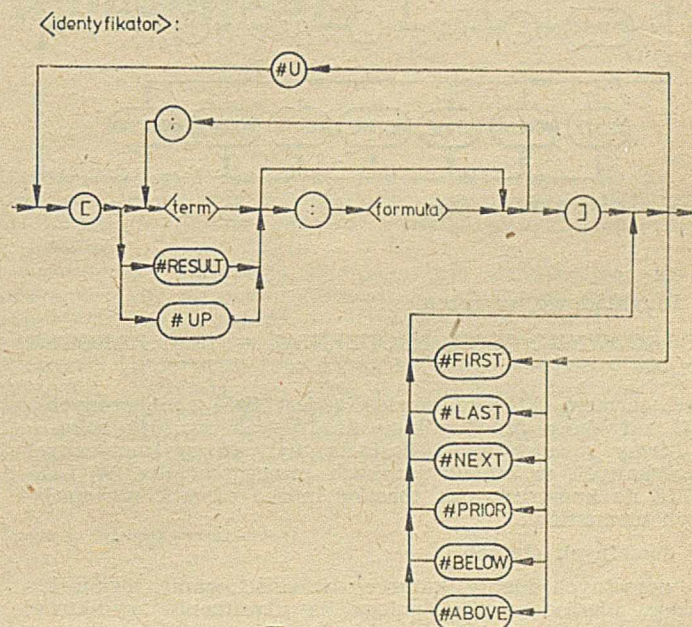 <identyfikator>:
#U
;
[
<term>
:
<formuła>
]
#RESULT
#UP
#FIRST
#LAST
#NEXT
#PRIOR
#BELOW
#ABOVE